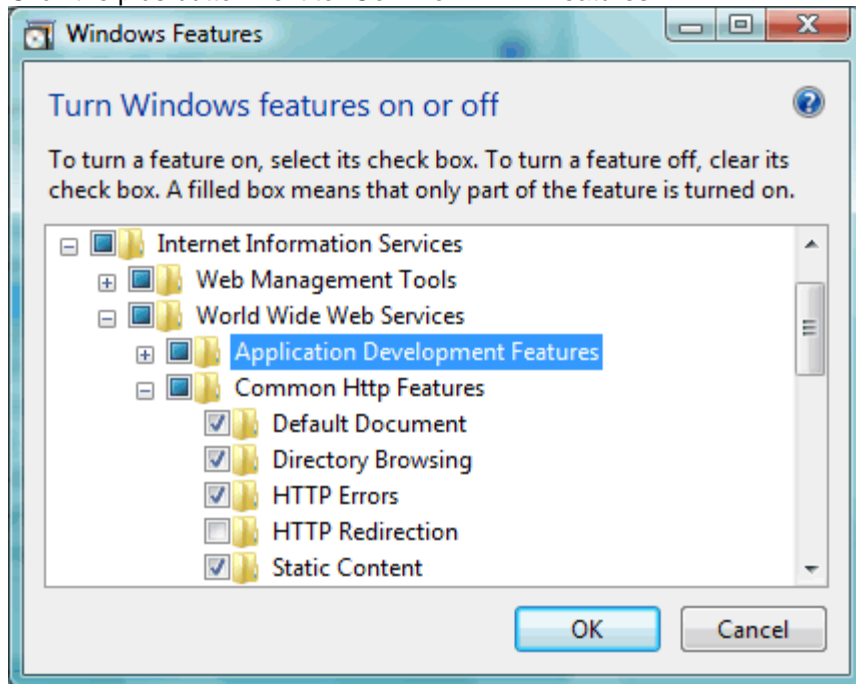 Windows Features
Turn Windows features on or off
To turn a feature on, select its check box. To turn a feature off, clear its
check box. A filled box means that only part of the feature is turned on.
Internet Information Services
Web Management Tools
World Wide Web Services
Application Development Features
Common Http Features
Default Document
Directory Browsing
HTTP Errors
HTTP Redirection
Static Content
OK Cancel